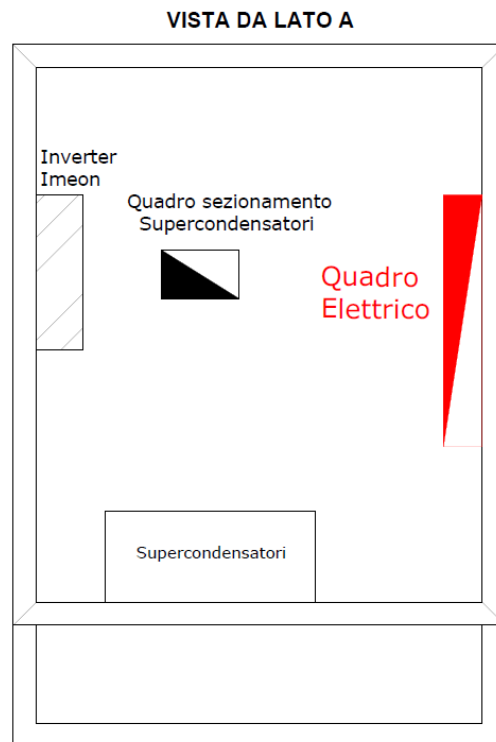 VISTA DA LATO A
Inverter
Imeon
Quadro sezionamento
Supercondensatori
Quadro
Elettrico
Supercondensatori